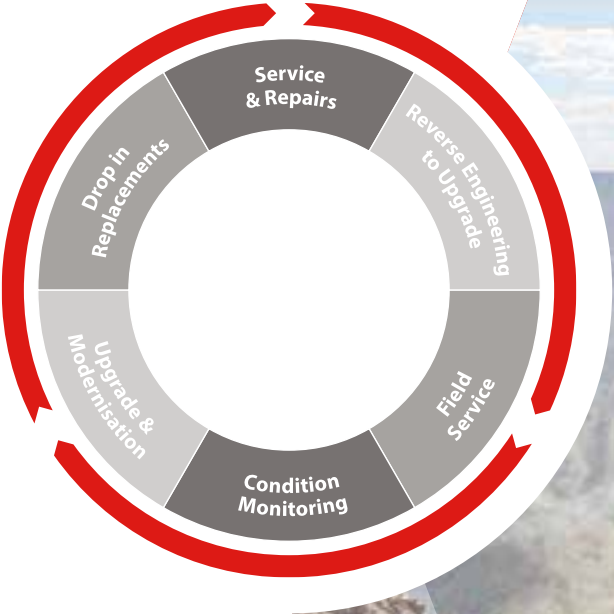 Service
& Repairs
Reverse Engineering
to Upgrade
Field
Service
Condition
Monitoring
Upgrade &
Modernisation
Drop in
Replacements